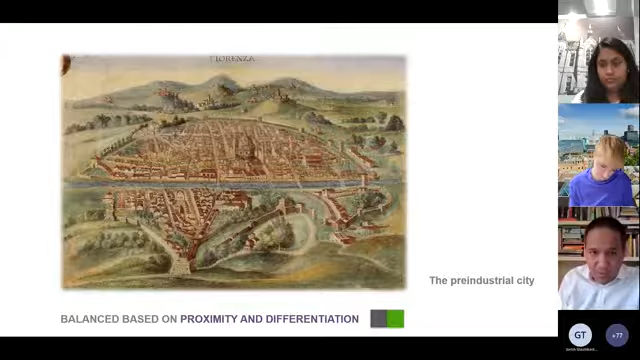 FIORENZA
The preindustrial city
BALANCED BASED ON PROXIMITY AND DIFFERENTIATION
GT
+77